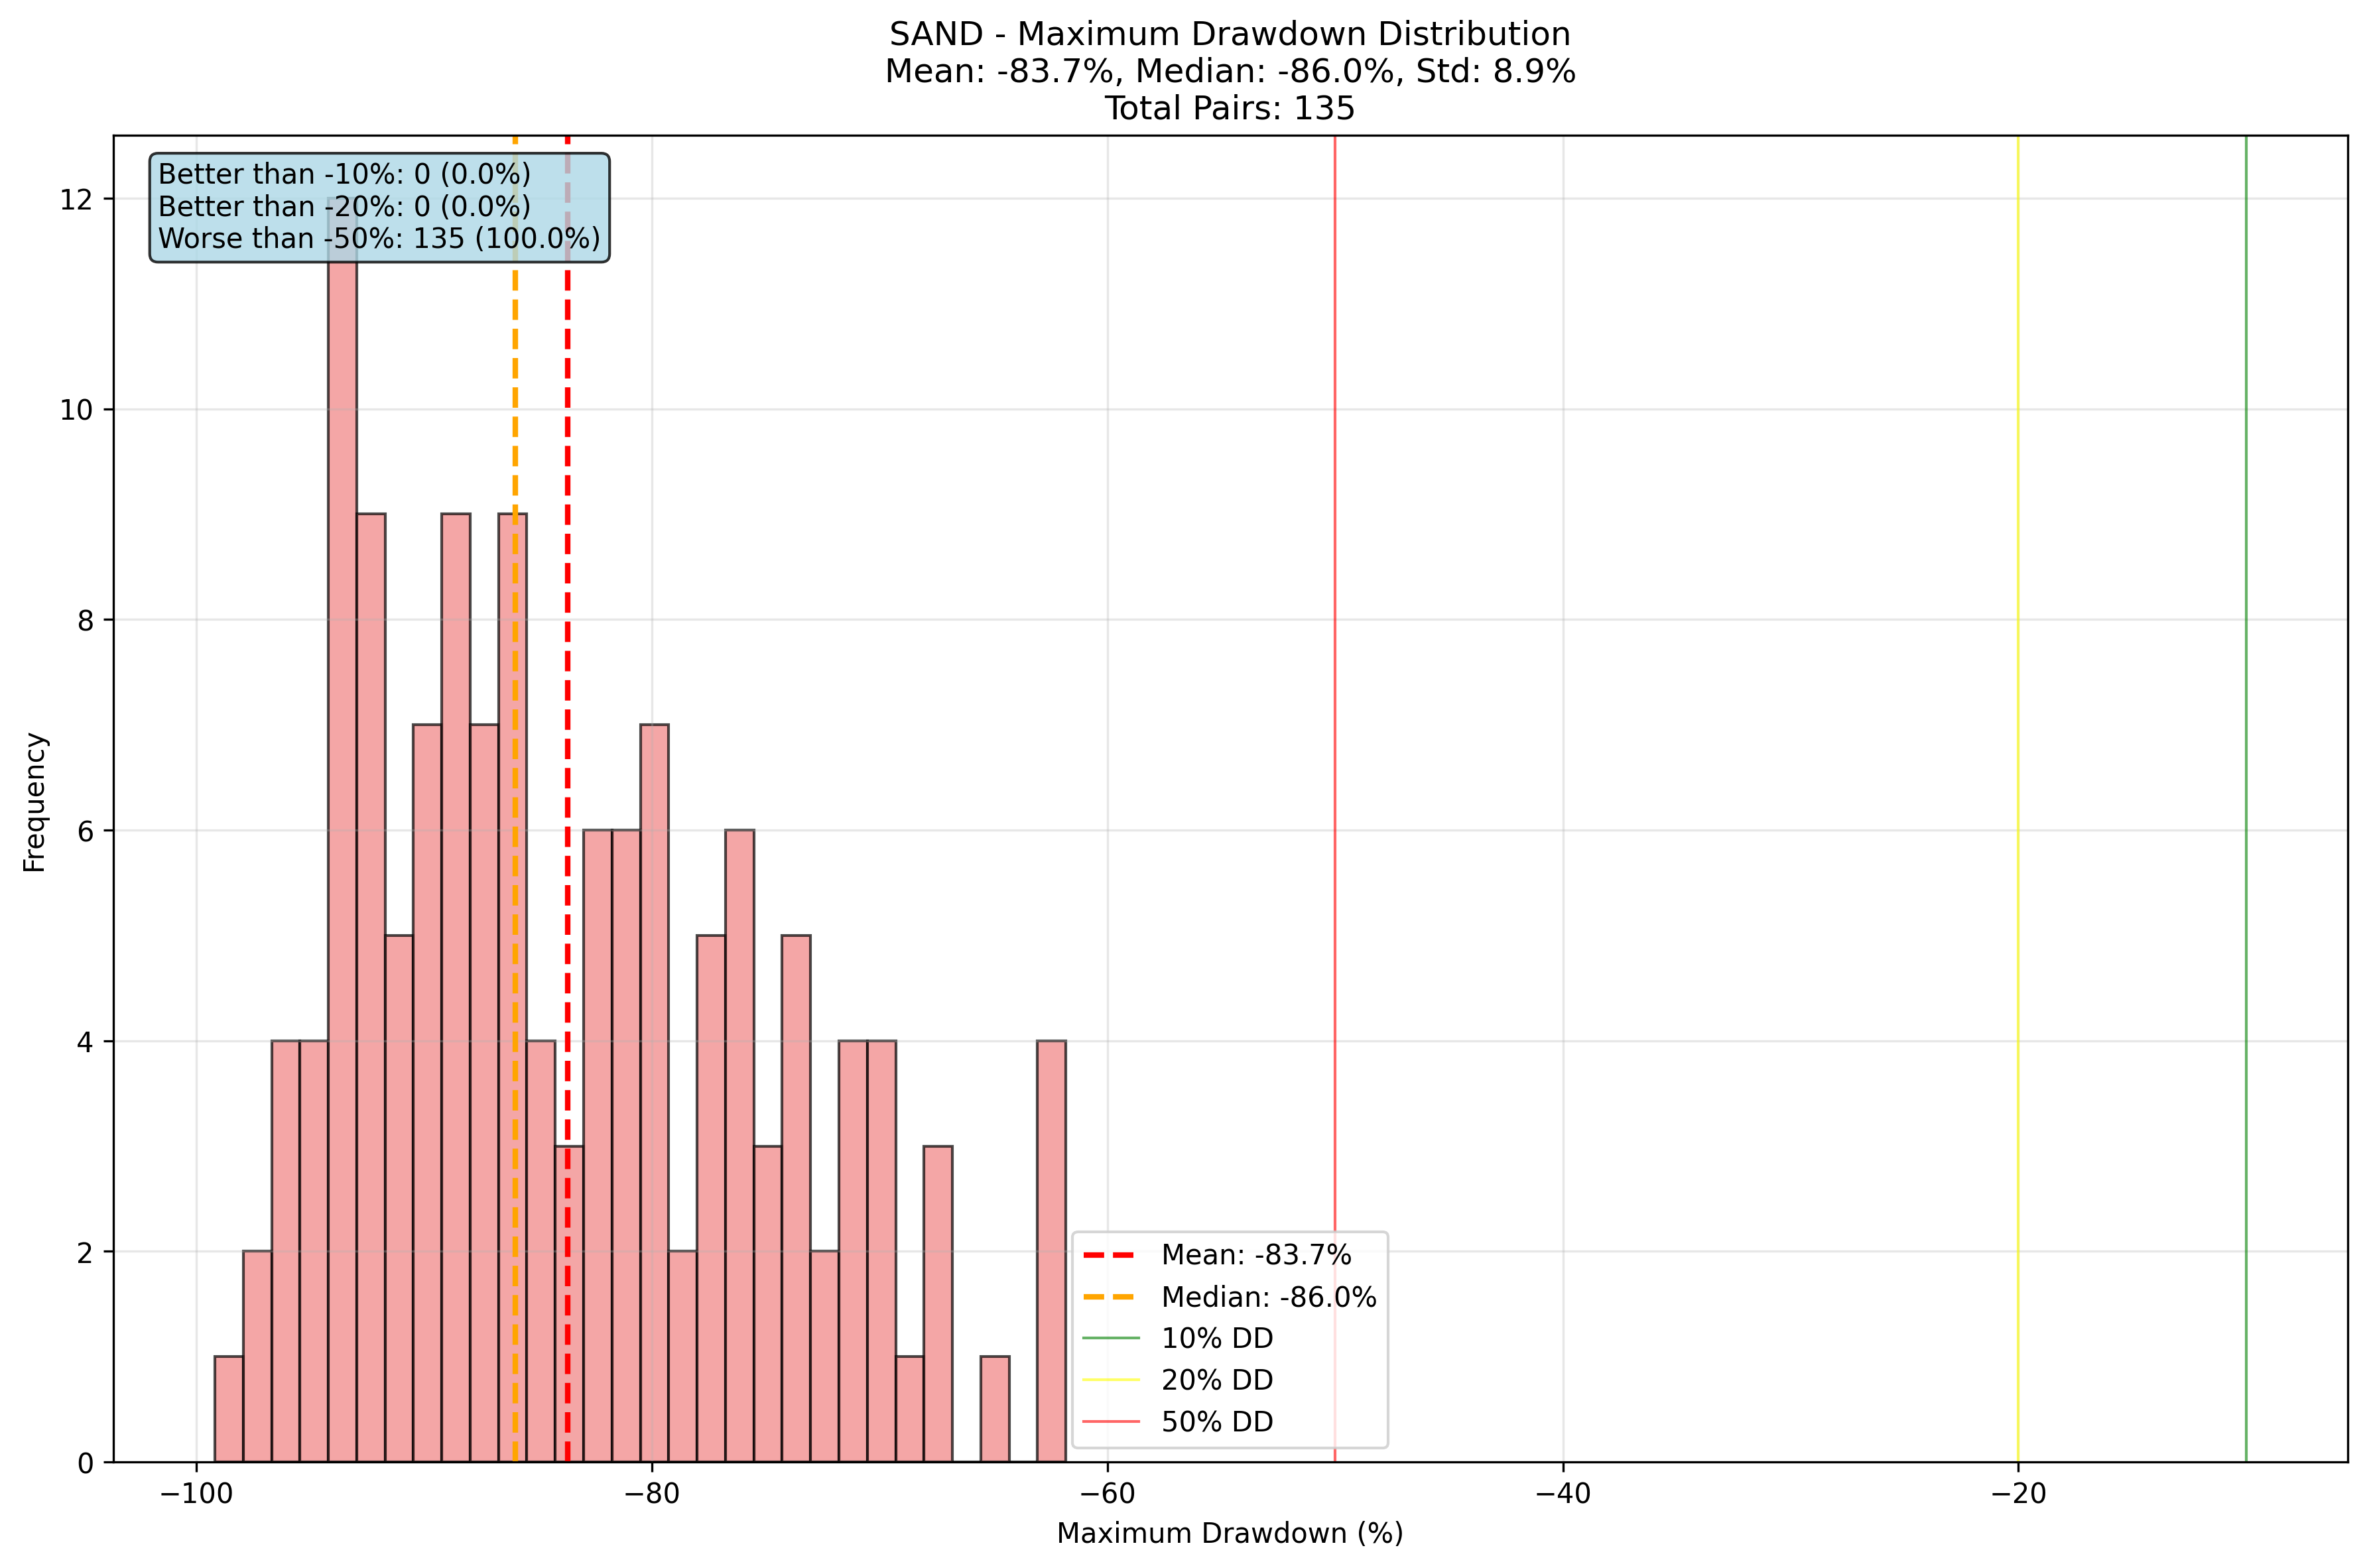 SAND - Maximum Drawdown Distribution
Mean: -83.7%, Median: -86.0%, Std: 8.9%
Total Pairs: 135
Better than -10%: 0 (0.0%)
Better than -20%: 0 (0.0%)
Worse than -50%: 135 (100.0%)
12
10
8
6
4
2
0
Frequency
Mean: -83.7%
Median: -86.0%
10% DD
20% DD
50% DD
−100
−80
−60
−40
−20
Maximum Drawdown (%)